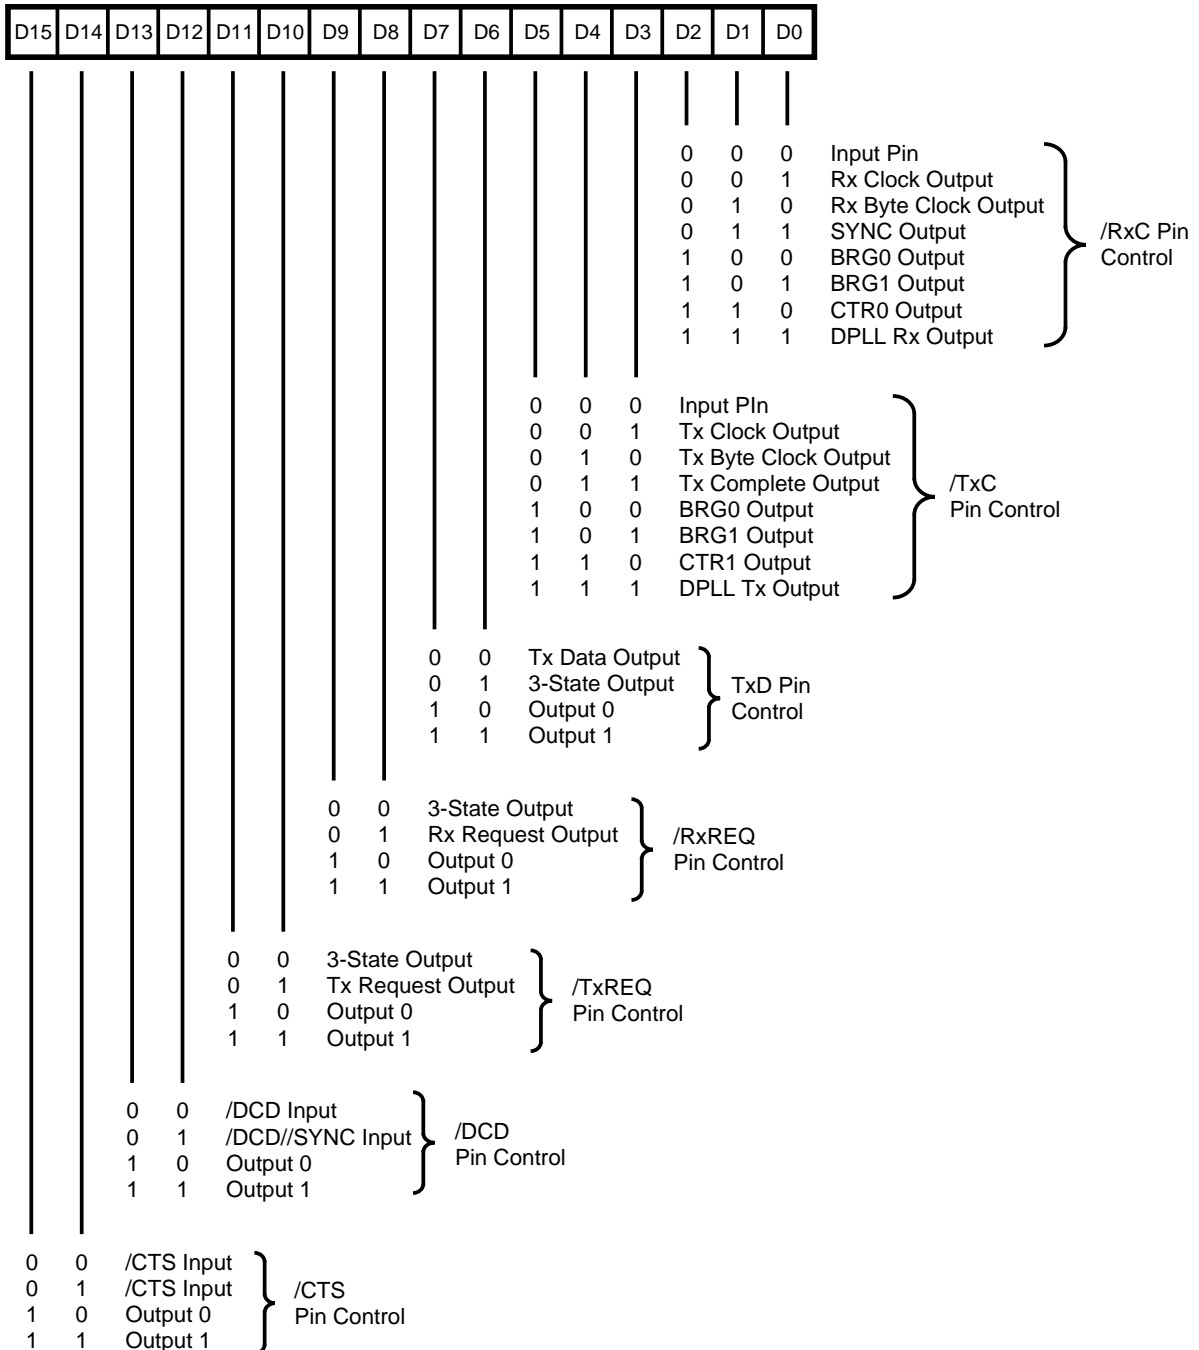 D15 D14 D13 D12 D11 D10 D9 D8 D7 D6 D5 D4 D3 D2 D1 D0
0 0 0 Input Pin
0 0 1 Rx Clock Output
0 1 0 Rx Byte Clock Output
0 1 1 SYNC Output
1 0 0 BRG0 Output
1 0 1 BRG1 Output
1 1 0 CTR0 Output
1 1 1 DPLL Rx Output
/RxC Pin
Control
0 0 0 Input PIn
0 0 1 Tx Clock Output
0 1 0 Tx Byte Clock Output
0 1 1 Tx Complete Output
1 0 0 BRG0 Output
1 0 1 BRG1 Output
1 1 0 CTR1 Output
1 1 1 DPLL Tx Output
/TxC
Pin Control
0 0 Tx Data Output
0 1 3-State Output
1 0 Output 0
1 1 Output 1
TxD Pin
Control
0 0 3-State Output
0 1 Rx Request Output
1 0 Output 0
1 1 Output 1
/RxREQ
Pin Control
0 0 3-State Output
0 1 Tx Request Output
1 0 Output 0
1 1 Output 1
/TxREQ
Pin Control
0 0 /DCD Input
0 1 /DCD//SYNC Input
1 0 Output 0
1 1 Output 1
/DCD
Pin Control
0 0 /CTS Input
0 1 /CTS Input
1 0 Output 0
1 1 Output 1
/CTS
Pin Control